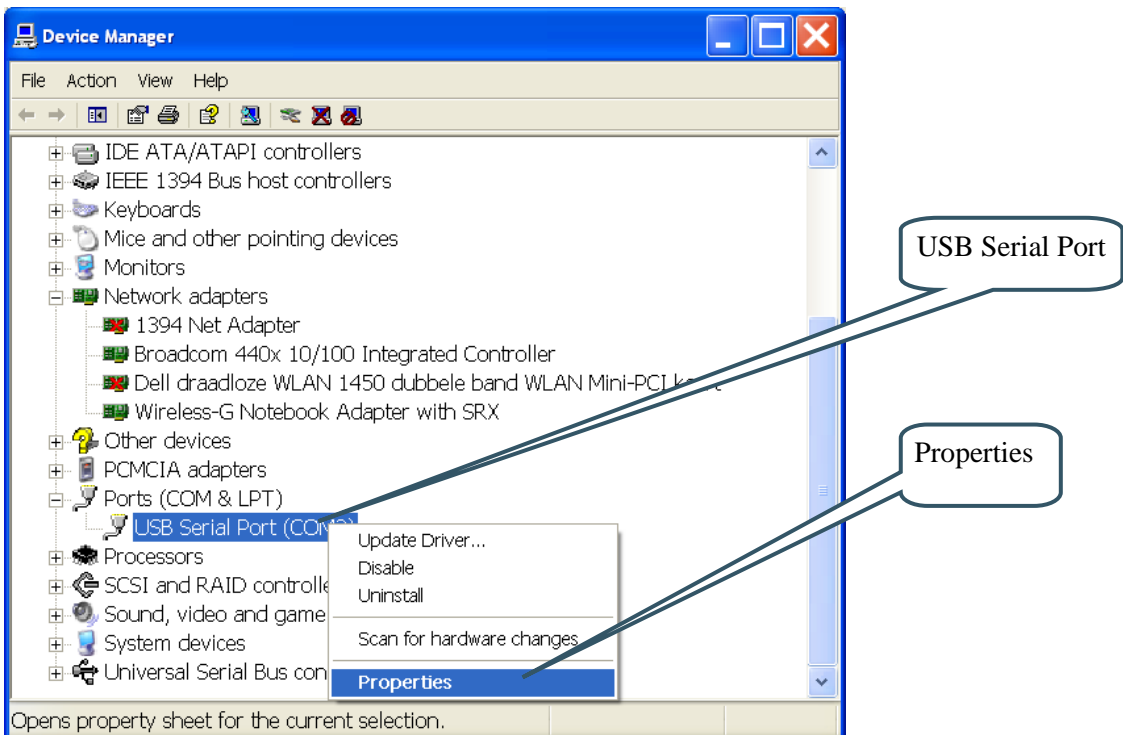 Device Manager
File Action View Help
IDE ATA/ATAPI controllers
IEEE 1394 Bus host controllers
Keyboards
Mice and other pointing devices
Monitors
Network adapters
1394 Net Adapter
Broadcom 440x 10/100 Integrated Controller
Dell draadloze WLAN 1450 dubbele band WLAN Mini-PCI
Wireless-G Notebook Adapter with SRX
Other devices
PCMCIA adapters
Ports (COM & LPT)
USB Serial Port
Processors
SCSI and RAID
Sound, video and game
System devices
Universal Serial Bus
Update Driver...
Disable
Uninstall
Scan for hardware changes
Properties
Opens property sheet for the current selection.
USB Serial Port
Properties